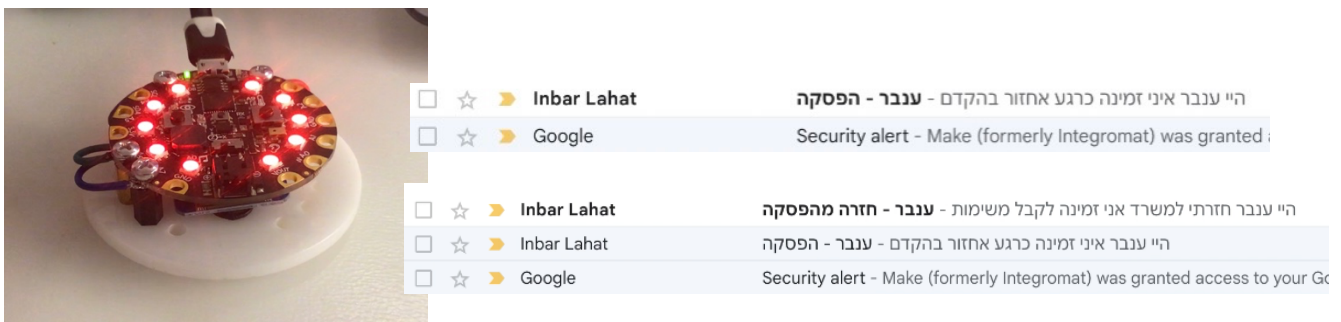 Inbar Lahat ענבר - הפסקה - היי ענבר איני זמינה כרגע אחזור בהקדם
Google Security alert - Make (formerly Integromat) was granted
Inbar Lahat ענבר - חזרה מהפסקה - היי ענבר חזרתי למשרד אני זמינה לקבל משימות
Inbar Lahat ענבר - הפסקה - היי ענבר איני זמינה כרגע אחזור בהקדם
Google Security alert - Make (formerly Integromat) was granted access to your Go